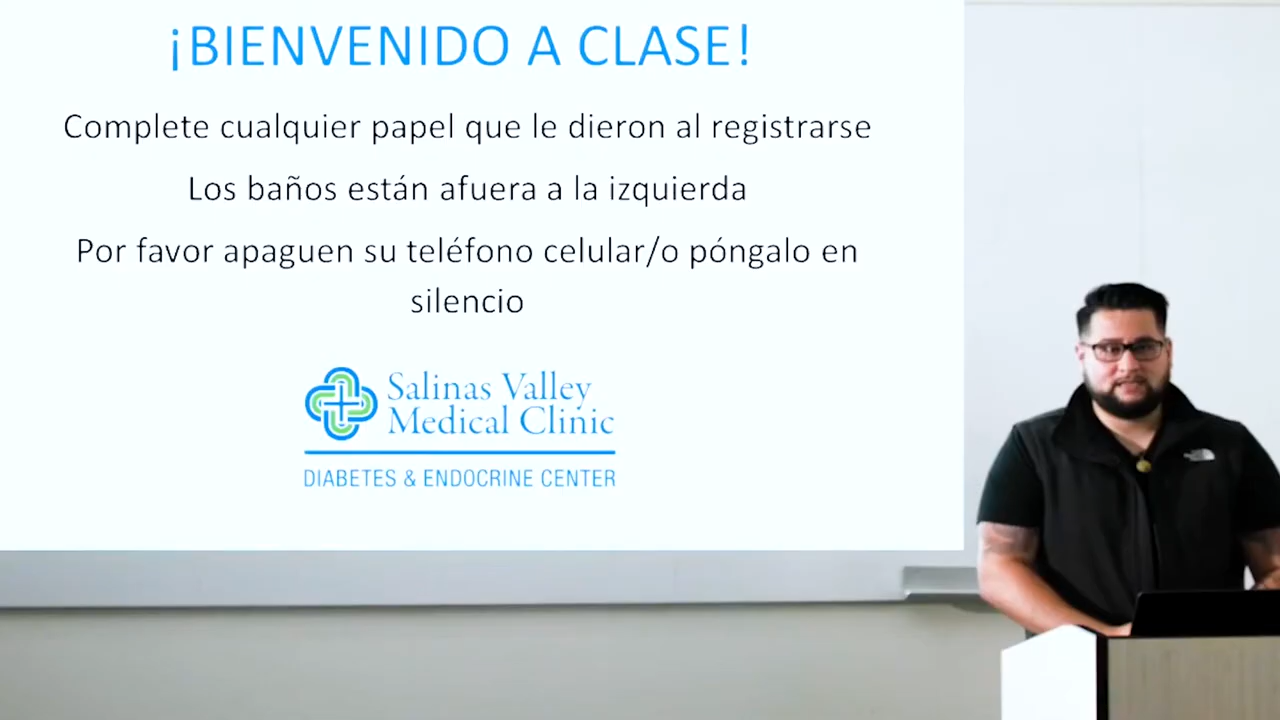 ¡BIENVENIDO A CLASE!
Complete cualquier papel que le dieron al registrarse
Los baños están afuera a la izquierda
Por favor apaguen su teléfono celular/o póngalo en
silencio
Salinas Valley
Medical Clinic
DIABETES & ENDOCRINE CENTER